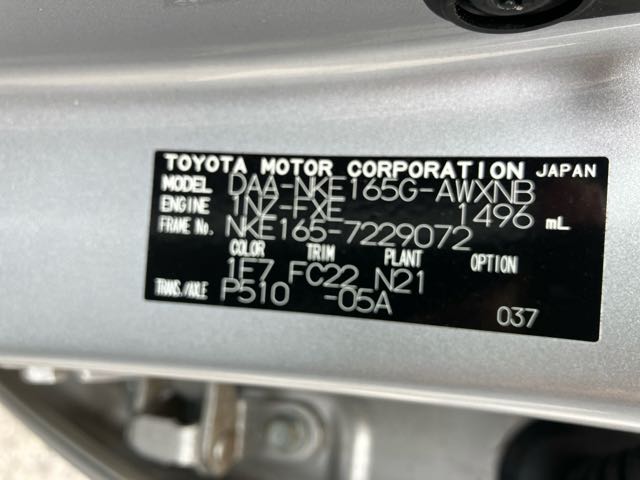 TOYOTA MOTOR CORPORATION JAPAN
MODEL DAA-NKE165G-AWXNB
ENGINE 1NZ-FXE 1496 mL
FRAME No. NKE165-7229072
COLOR TRIM PLANT OPTION
1E7 FC22 N21
TRANS./AXLE P510 -05A
037